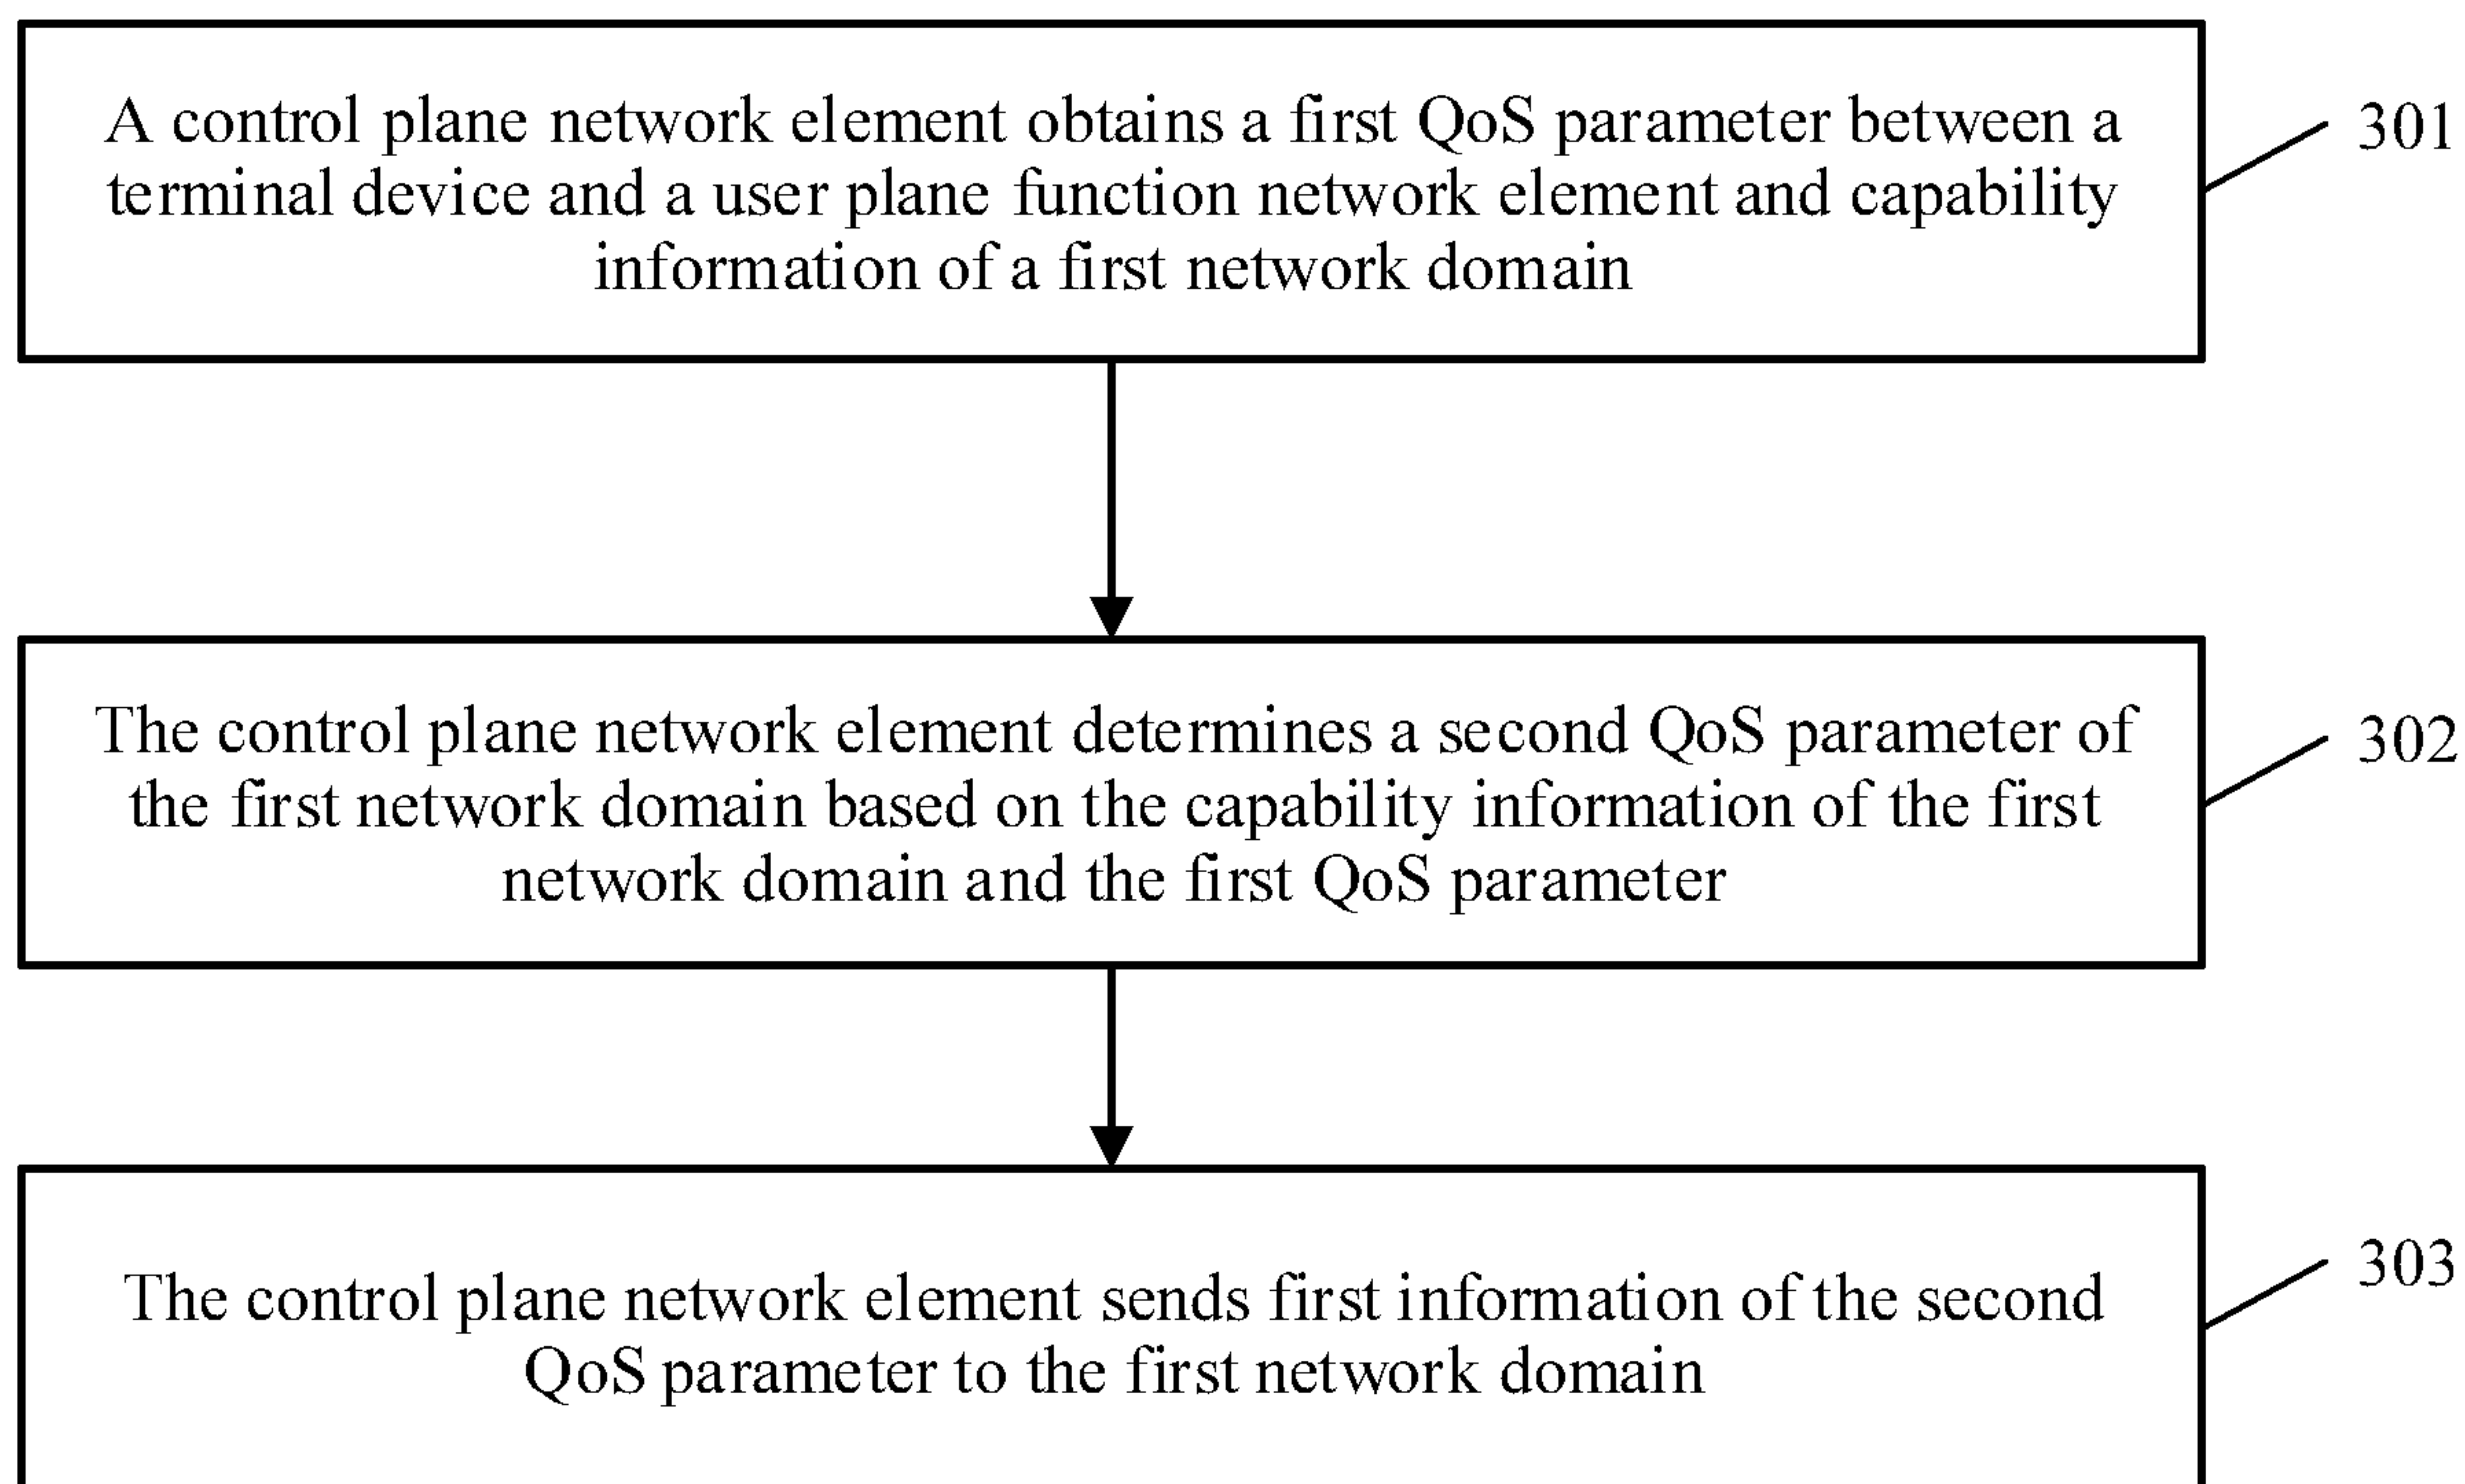 A control plane network element obtains a first QoS parameter between a
terminal device and a user plane function network element and capability
information of a first network domain
301
The control plane network element determines a second QoS parameter of
the first network domain based on the capability information of the first
network domain and the first QoS parameter
302
The control plane network element sends first information of the second
QoS parameter to the first network domain
303